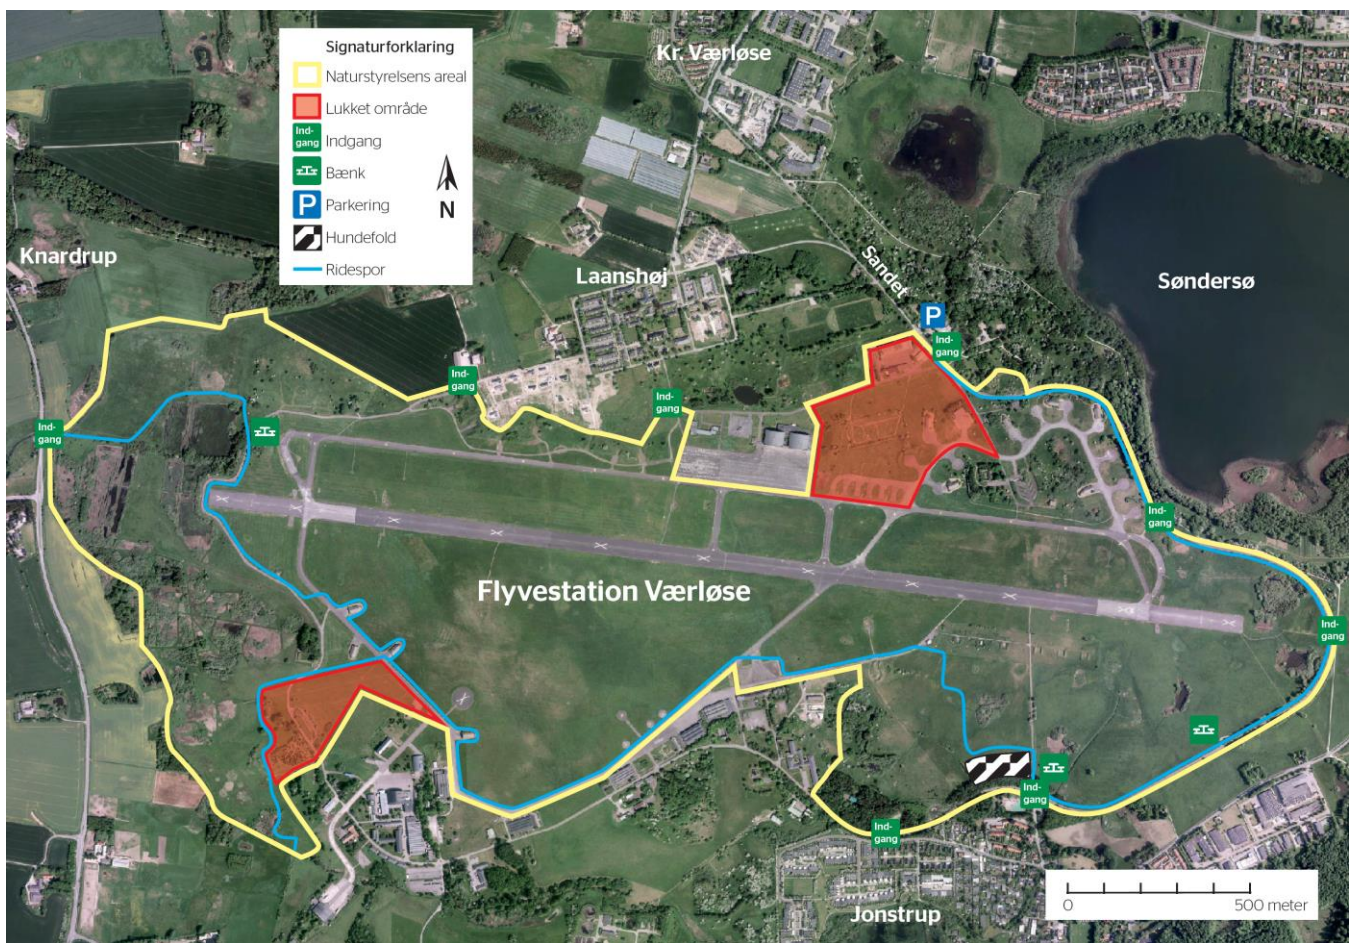 Signaturforklaring
Naturstyrelsens areal
Lukket område
Ind-
gang
Indgang
Bænk
P
Parkering
Hundefold
Ridespor
N
Kr. Værløse
Knardrup
Laanshøj
Sandet
Søndersø
P
Ind-
gang
Ind-
gang
Ind-
gang
Ind-
gang
Ind-
gang
Flyvestation Værløse
Ind-
gang
Ind-
gang
Ind-
gang
Jonstrup
0
500 meter